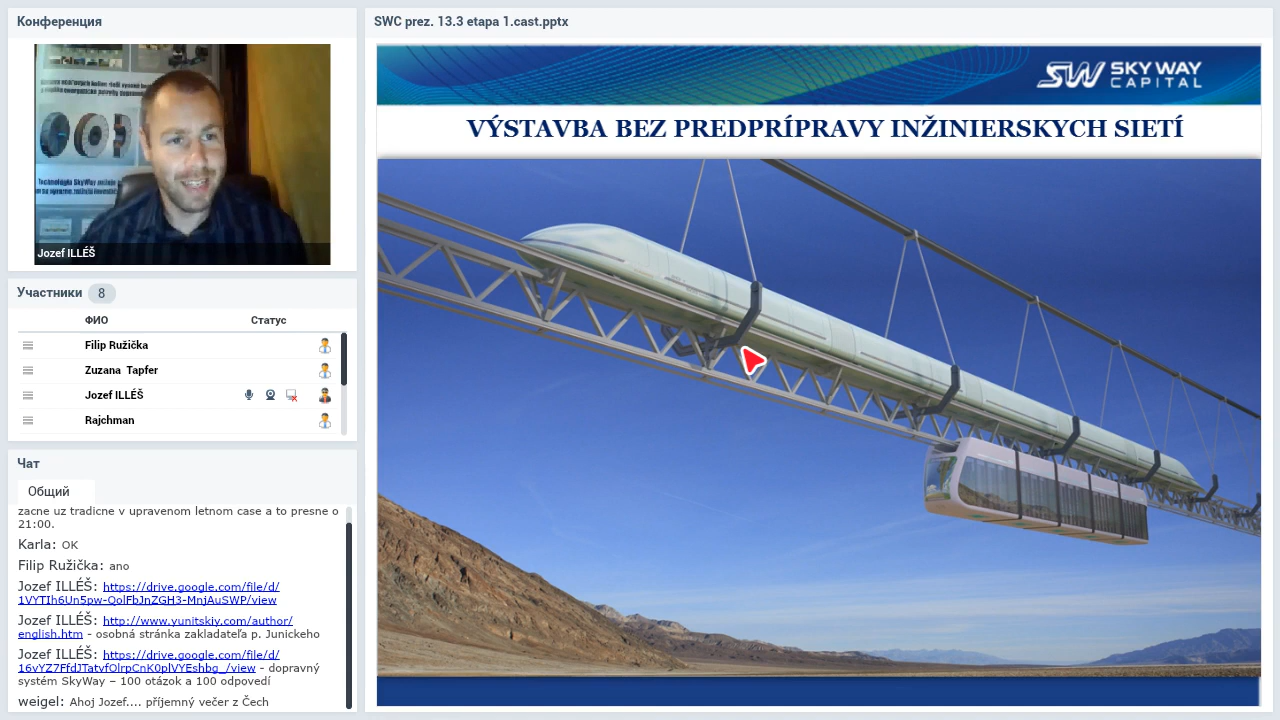 Конференция
Jozef ILLÉŠ
Участники 8
ФИО Статус
Filip Ružička
Zuzana Tapfer
Jozef ILLÉŠ
Rajchman
Чат
Общий
zacne uz tradicne v upravenom letnom case a to presne o
21:00.
Karla: OK
Filip Ružička: ano
Jozef ILLÉŠ: https://drive.google.com/file/d/
1VYTIh6Un5pw-QolFbJnZGH3-MnjAuSWP/view
Jozef ILLÉŠ: http://www.yunitskiy.com/author/
english.htm - osobná stránka zakladateľa p. Junickeho
Jozef ILLÉŠ: https://drive.google.com/file/d/
16vYZ7FfdJTatvfOlrpCnK0plVYEshbg_/view - dopravný
systém SkyWay – 100 otázok a 100 odpovedí
weigel: Ahoj Jozef.... příjemný večer z Čech
SWC prez. 13.3 etapa 1.cast.pptx
SW SKY WAY
CAPITAL
VÝSTAVBA BEZ PREDPRÍPRAVY INŽINIERSKYCH SIETÍ